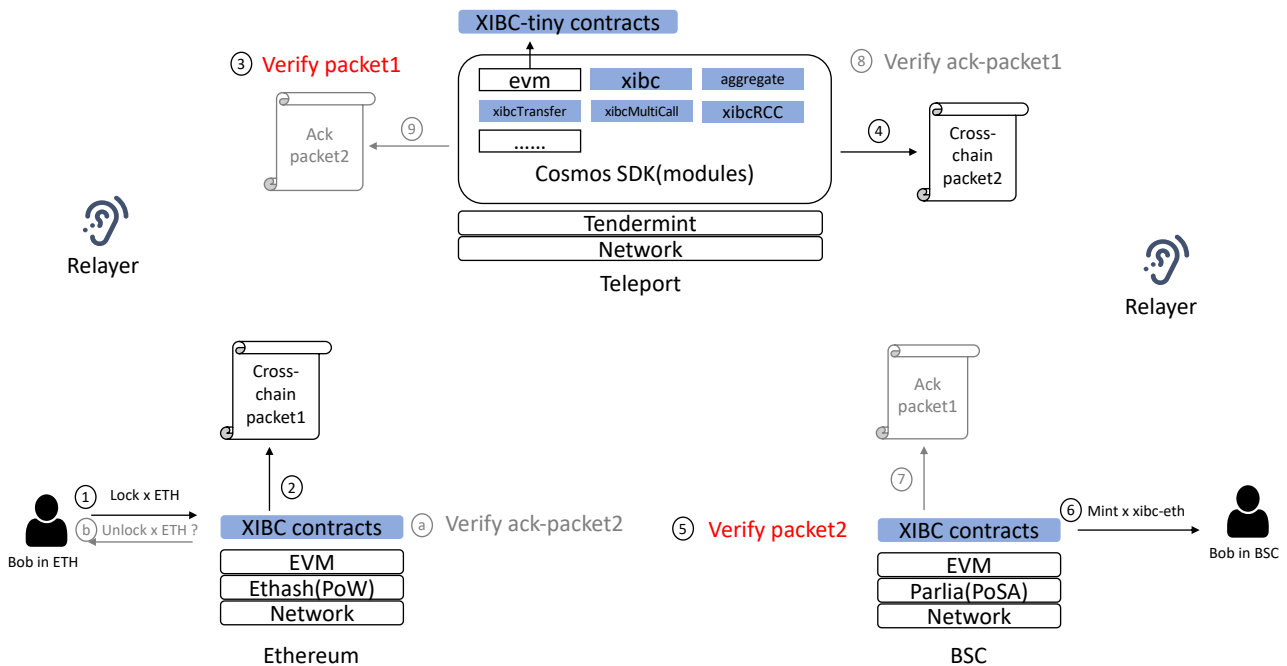 XIBC-tiny contracts
3 Verify packet1
8 Verify ack-packet1
evm
xibc
aggregate
xibcTransfer
xibcMultiCall
xibcRCC
......
Cosmos SDK(modules)
Ack
packet2
9
4
Cross-
chain
packet2
Tendermint
Network
Teleport
Relayer
Relayer
Cross-
chain
packet1
Ack
packet1
2
7
1 Lock x ETH
b Unlock x ETH ?
Bob in ETH
XIBC contracts
a Verify ack-packet2
EVM
Ethash(PoW)
Network
Ethereum
5 Verify packet2
XIBC contracts
6 Mint x xibc-eth
Bob in BSC
EVM
Parlia(PoSA)
Network
BSC